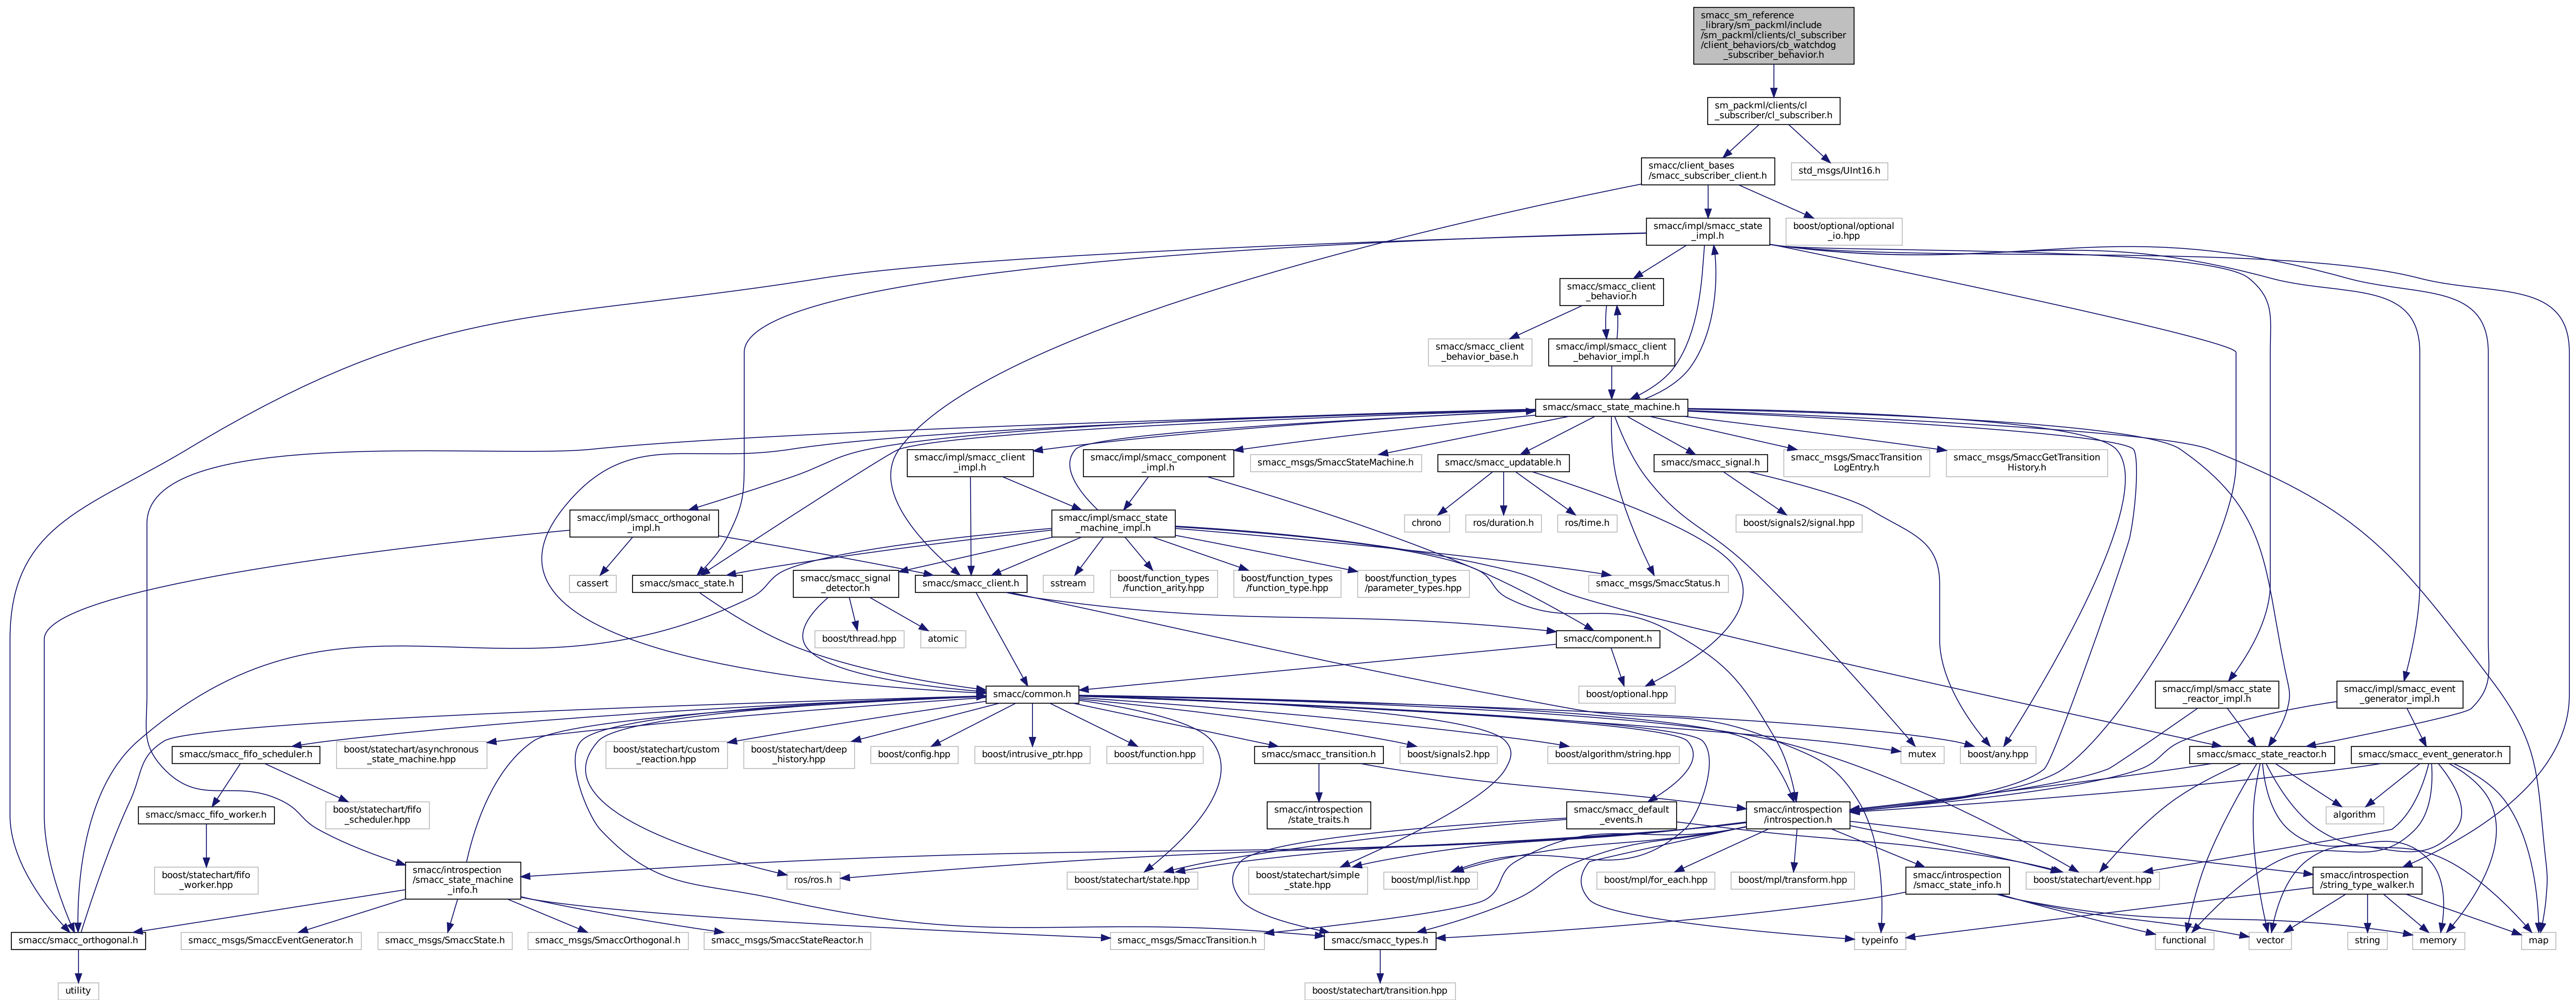 smacc_sm_reference
_library/sm_packml/include
/sm_packml/clients/cl_subscriber
/client_behaviors/cb_watchdog
_subscriber_behavior.h
sm_packml/clients/cl
_subscriber/cl_subscriber.h
smacc/client_bases
/smacc_subscriber_client.h
std_msgs/UInt16.h
smacc/impl/smacc_state
_impl.h
boost/optional/optional
_io.hpp
smacc/smacc_client
_behavior.h
smacc/smacc_client
_behavior_base.h
smacc/impl/smacc_client
_behavior_impl.h
smacc/smacc_state_machine.h
smacc/impl/smacc_client
_impl.h
smacc/impl/smacc_component
_impl.h
smacc_msgs/SmaccStateMachine.h
smacc/smacc_updatable.h
smacc/smacc_signal.h
smacc_msgs/SmaccTransition
LogEntry.h
smacc_msgs/SmaccGetTransition
History.h
smacc/impl/smacc_orthogonal
_impl.h
smacc/impl/smacc_state
_machine_impl.h
chrono
ros/duration.h
ros/time.h
boost/signals2/signal.hpp
cassert
smacc/smacc_state.h
smacc/smacc_signal
_detector.h
smacc/smacc_client.h
sstream
boost/function_types
/function_arity.hpp
boost/function_types
/function_type.hpp
boost/function_types
/parameter_types.hpp
smacc_msgs/SmaccStatus.h
boost/thread.hpp
atomic
smacc/component.h
smacc/common.h
boost/optional.hpp
smacc/impl/smacc_state
_reactor_impl.h
smacc/impl/smacc_event
_generator_impl.h
smacc/smacc_fifo_scheduler.h
boost/statechart/asynchronous
_state_machine.hpp
boost/statechart/custom
_reaction.hpp
boost/statechart/deep
_history.hpp
boost/config.hpp
boost/intrusive_ptr.hpp
boost/function.hpp
smacc/smacc_transition.h
boost/signals2.hpp
boost/algorithm/string.hpp
mutex
boost/any.hpp
smacc/smacc_state_reactor.h
smacc/smacc_event_generator.h
smacc/smacc_fifo_worker.h
boost/statechart/fifo
_scheduler.hpp
smacc/introspection
/state_traits.h
smacc/smacc_default
_events.h
smacc/introspection
/introspection.h
algorithm
boost/statechart/fifo
_worker.hpp
smacc/introspection
/smacc_state_machine
_info.h
ros/ros.h
boost/statechart/state.hpp
boost/statechart/simple
_state.hpp
boost/mpl/list.hpp
boost/mpl/for_each.hpp
boost/mpl/transform.hpp
smacc/introspection
/smacc_state_info.h
boost/statechart/event.hpp
smacc/introspection
/string_type_walker.h
smacc/smacc_orthogonal.h
smacc_msgs/SmaccEventGenerator.h
smacc_msgs/SmaccState.h
smacc_msgs/SmaccOrthogonal.h
smacc_msgs/SmaccStateReactor.h
smacc_msgs/SmaccTransition.h
smacc/smacc_types.h
typeinfo
functional
vector
string
memory
map
utility
boost/statechart/transition.hpp